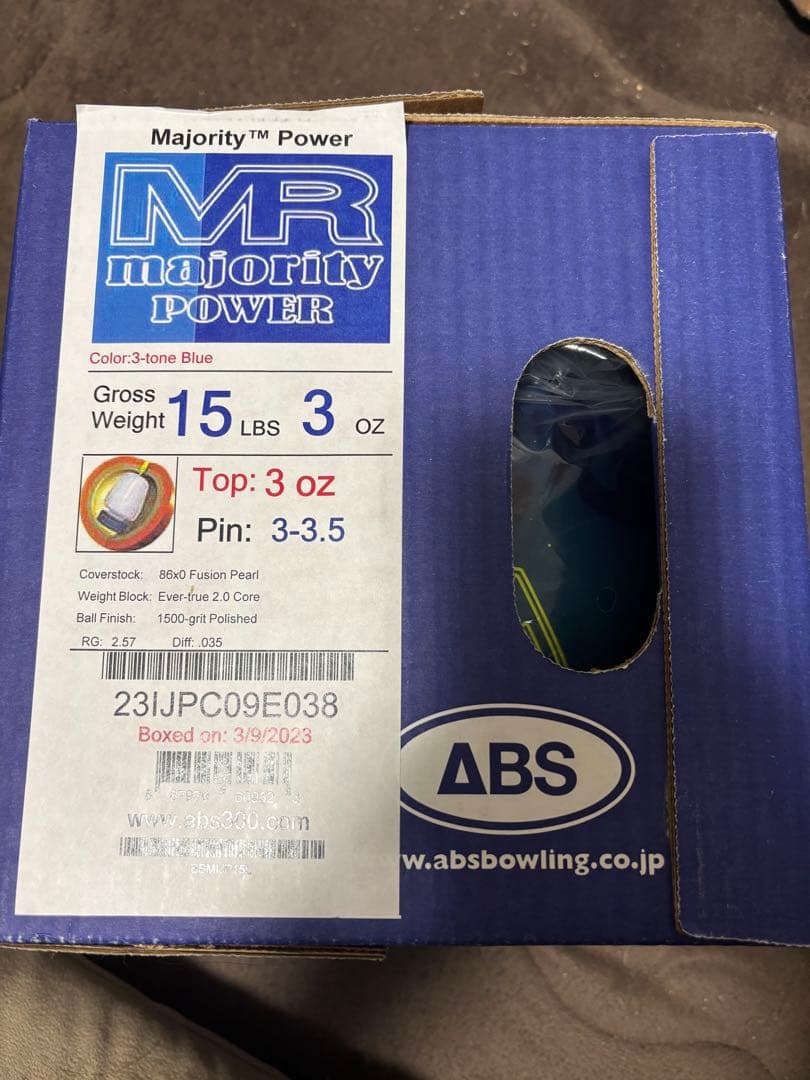 Majority™ Power
MR
majority
POWER
Color:3-tone Blue
Gross Weight 15 LBS 3 OZ
Top: 3 oz
Pin: 3-3.5
Coverstock: 86x0 Fusion Pearl
Weight Block: Ever-true 2.0 Core
Ball Finish: 1500-grit Polished
RG: 2.57 Diff: .035
23IJPC09E038
Boxed on: 3/9/2023
www.abs300.com
ABS
w.absbowling.co.jp